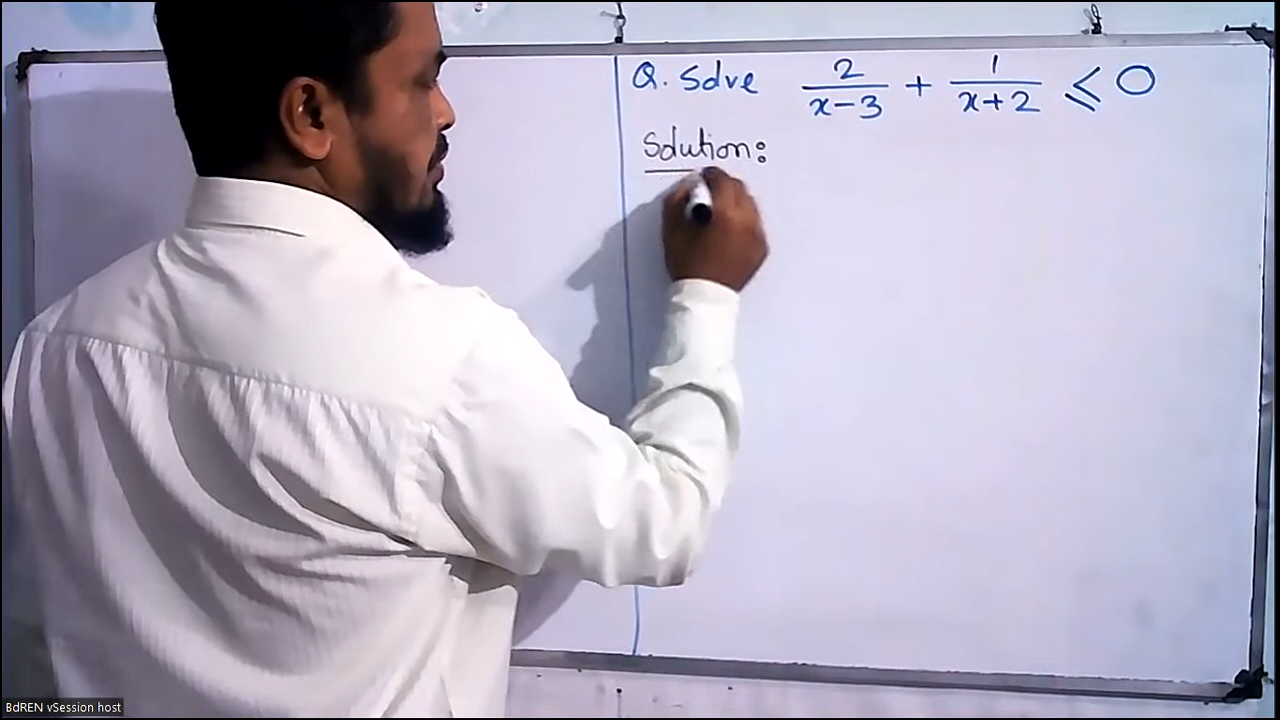 Q. Solve 2/(x-3) + 1/(x+2) ≤ 0
Solution:
BdREN vSession host